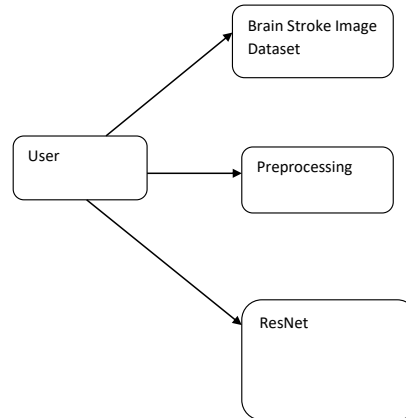 Brain Stroke Image
Dataset
User
Preprocessing
ResNet